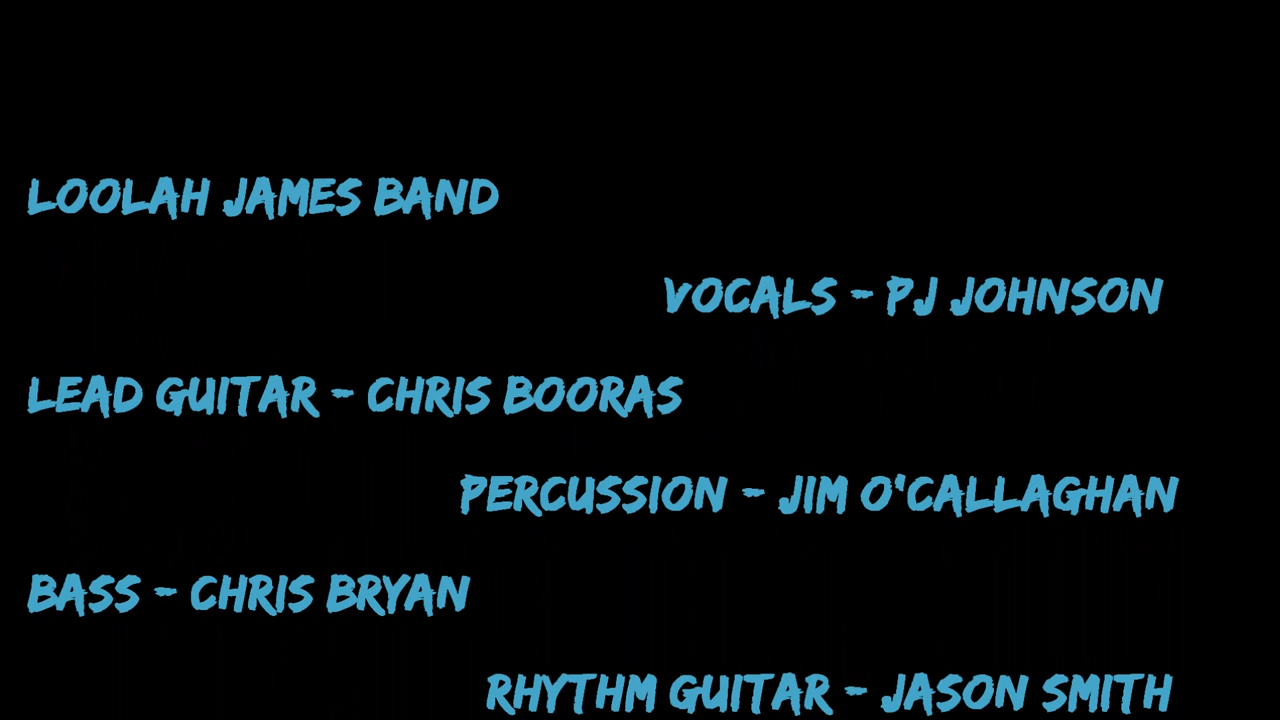 LOOLAH JAMES BAND
VOCALS - PJ JOHNSON
LEAD GUITAR - CHRIS BOORAS
PERCUSSION - JIM O'CALLAGHAN
BASS - CHRIS BRYAN
RHYTHM GUITAR - JASON SMITH